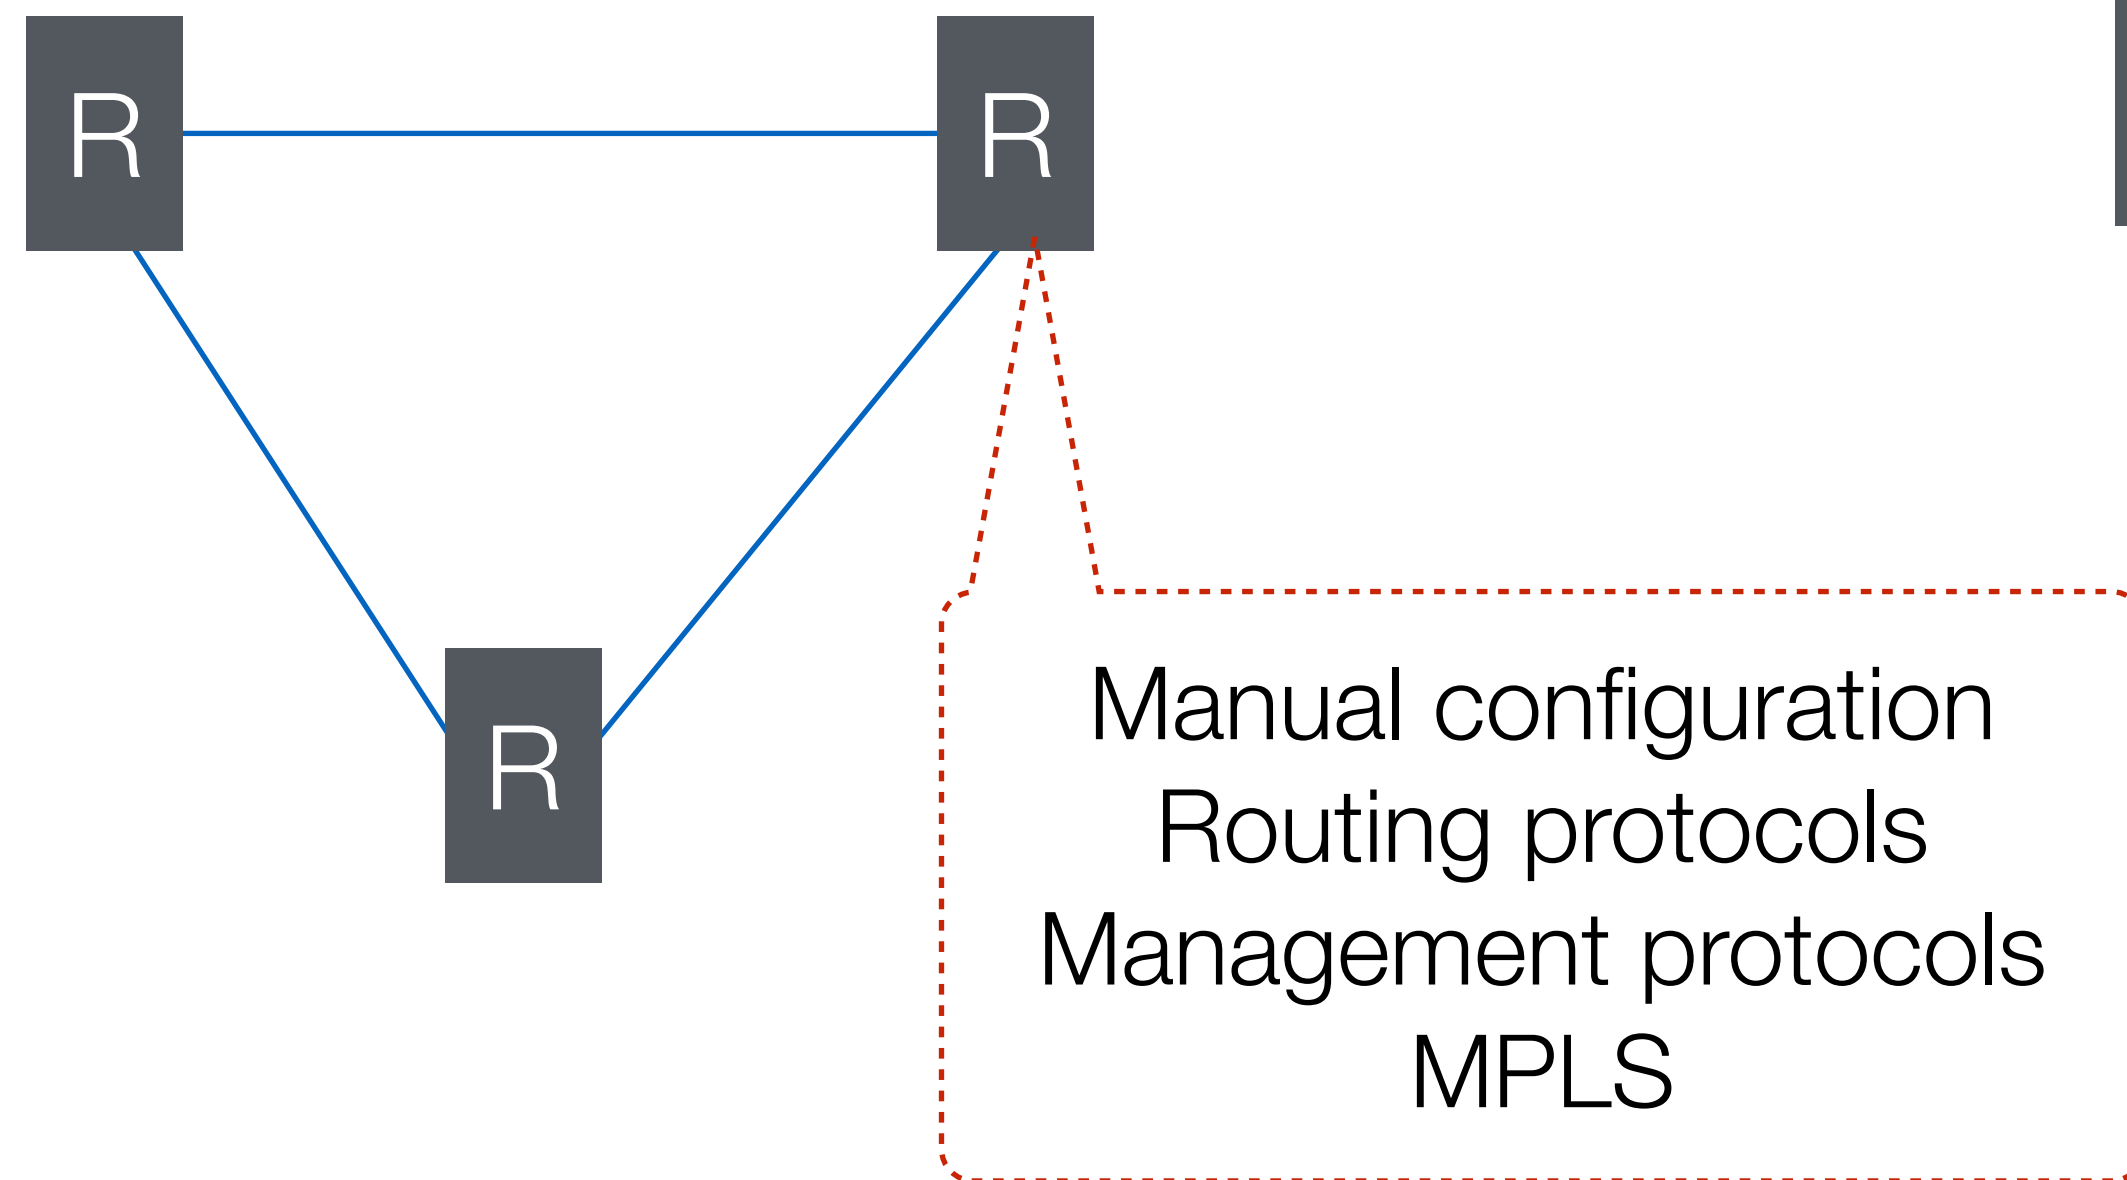 R
R
R
Manual configuration
Routing protocols
Management protocols
MPLS